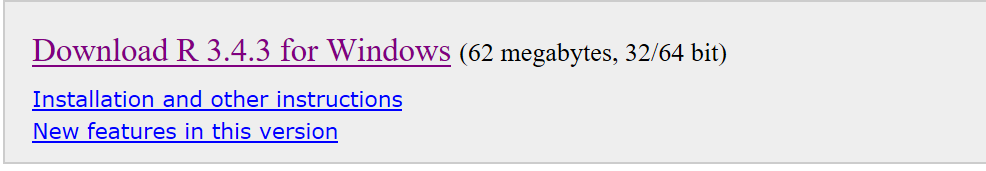 Download R 3.4.3 for Windows (62 megabytes, 32/64 bit)
Installation and other instructions
New features in this version